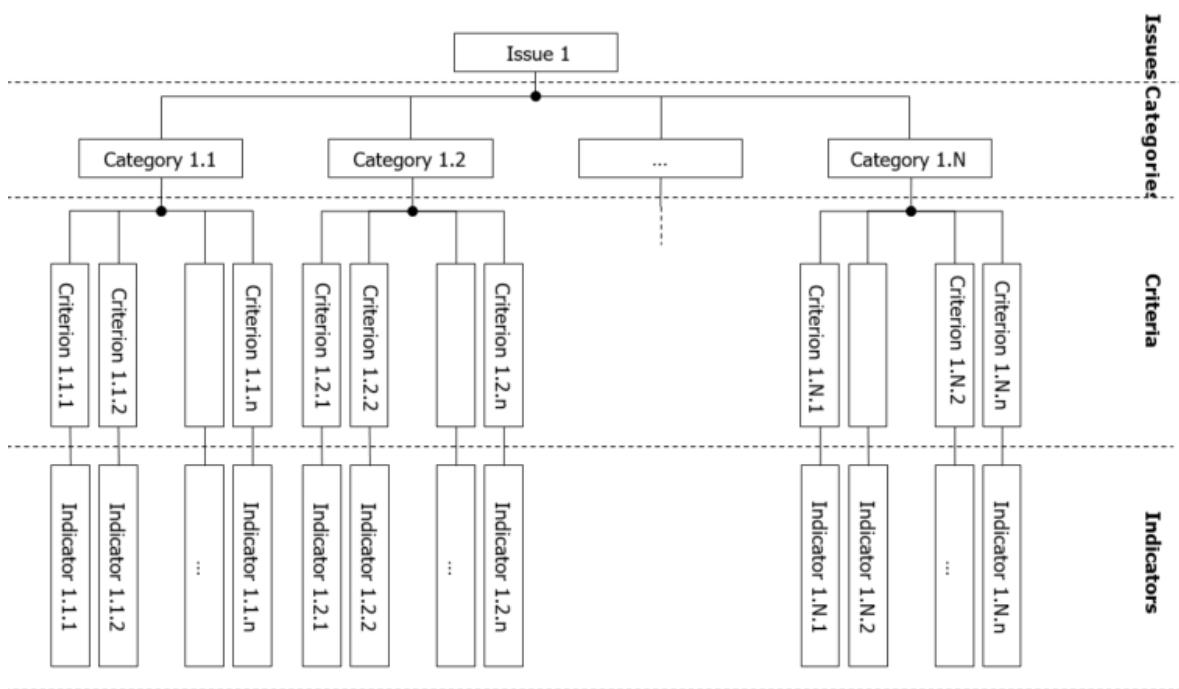 Issues
Issue 1
Categories
Category 1.1
Category 1.2
...
Category 1.N
Criteria
Criterion 1.1.1
Criterion 1.1.2
Criterion 1.1.n
Criterion 1.2.1
Criterion 1.2.2
Criterion 1.2.n
Criterion 1.N.1
Criterion 1.N.2
Criterion 1.N.n
Indicators
Indicator 1.1.1
Indicator 1.1.2
...
Indicator 1.1.n
Indicator 1.2.1
Indicator 1.2.2
...
Indicator 1.2.n
Indicator 1.N.1
Indicator 1.N.2
...
Indicator 1.N.n